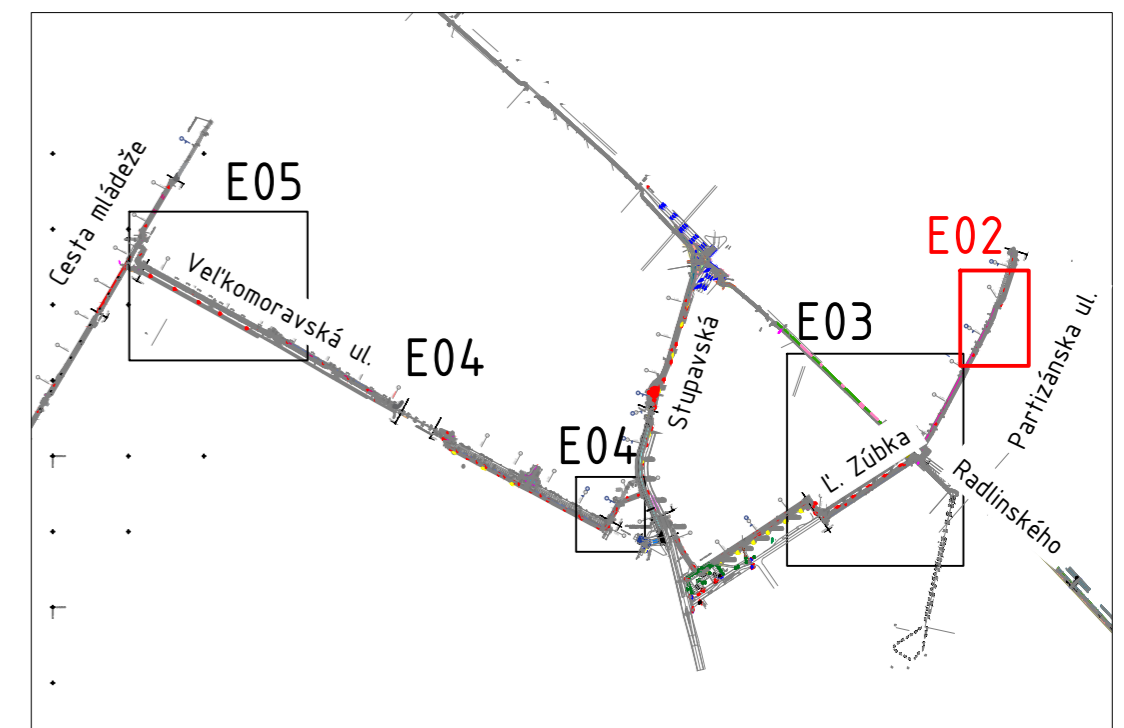 Cesta mládeže
E05
Veľkomoravská ul.
E04
E04
Stupavská
E03
E02
Partizánska ul.
Ľ. Zúbka
Radlinského